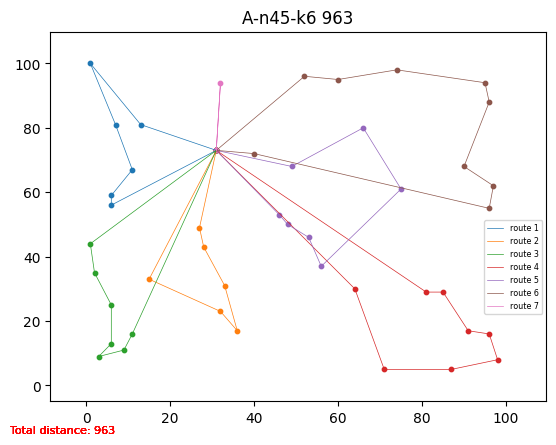 A-n45-k6 963
100
80
60
40
20
0
route 1
route 2
route 3
route 4
route 5
route 6
route 7
0 20 40 60 80 100
Total distance: 963